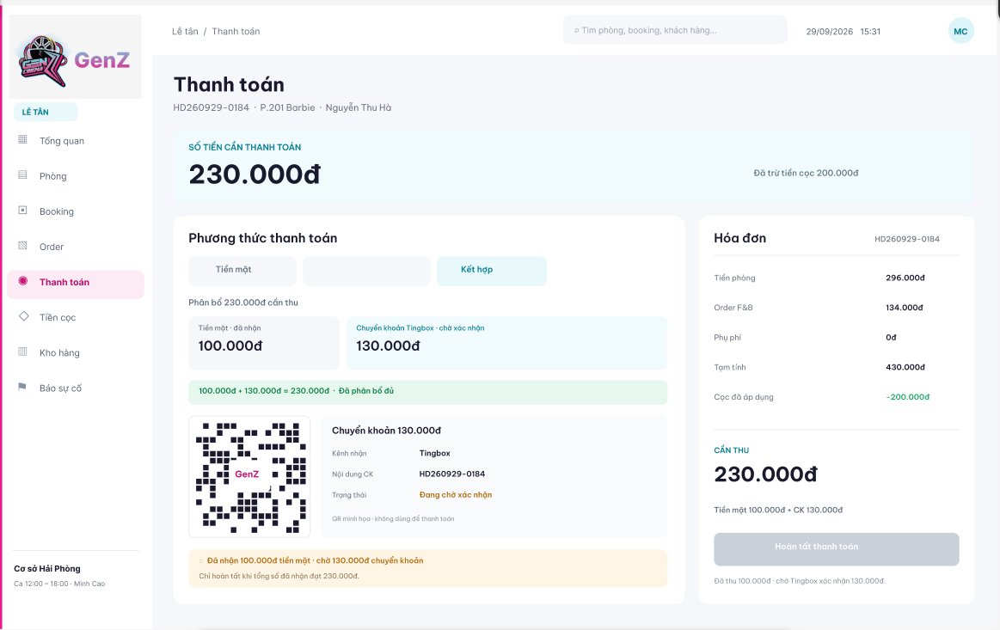 GEN Z
CINEMA
GenZ
LỄ TÂN
Tổng quan
Phòng
Booking
Order
Thanh toán
Tiền cọc
Kho hàng
Báo sự cố
Cơ sở Hải Phòng
Ca 12:00 – 18:00 · Minh Cao
Lễ tân / Thanh toán
Tìm phòng, booking, khách hàng...
29/09/2026 15:31
MC
Thanh toán
HD260929-0184 · P.201 Barbie · Nguyễn Thu Hà
SỐ TIỀN CẦN THANH TOÁN
230.000đ
Đã trừ tiền cọc 200.000đ
Phương thức thanh toán
Tiền mặt
Kết hợp
Phân bổ 230.000đ cần thu
Tiền mặt · đã nhận
100.000đ
Chuyển khoản Tingbox · chờ xác nhận
130.000đ
100.000đ + 130.000đ = 230.000đ · Đã phân bổ đủ
GenZ
Chuyển khoản 130.000đ
Kênh nhận Tingbox
Nội dung CK HD260929-0184
Trạng thái Đang chờ xác nhận
QR minh họa · không dùng để thanh toán
Đã nhận 100.000đ tiền mặt · chờ 130.000đ chuyển khoản
Chỉ hoàn tất khi tổng số đã nhận đạt 230.000đ.
Hóa đơn HD260929-0184
Tiền phòng 296.000đ
Order F&B 134.000đ
Phụ phí 0đ
Tạm tính 430.000đ
Cọc đã áp dụng -200.000đ
CẦN THU
230.000đ
Tiền mặt 100.000đ + CK 130.000đ
Hoàn tất thanh toán
Đã thu 100.000đ · chờ Tingbox xác nhận 130.000đ.